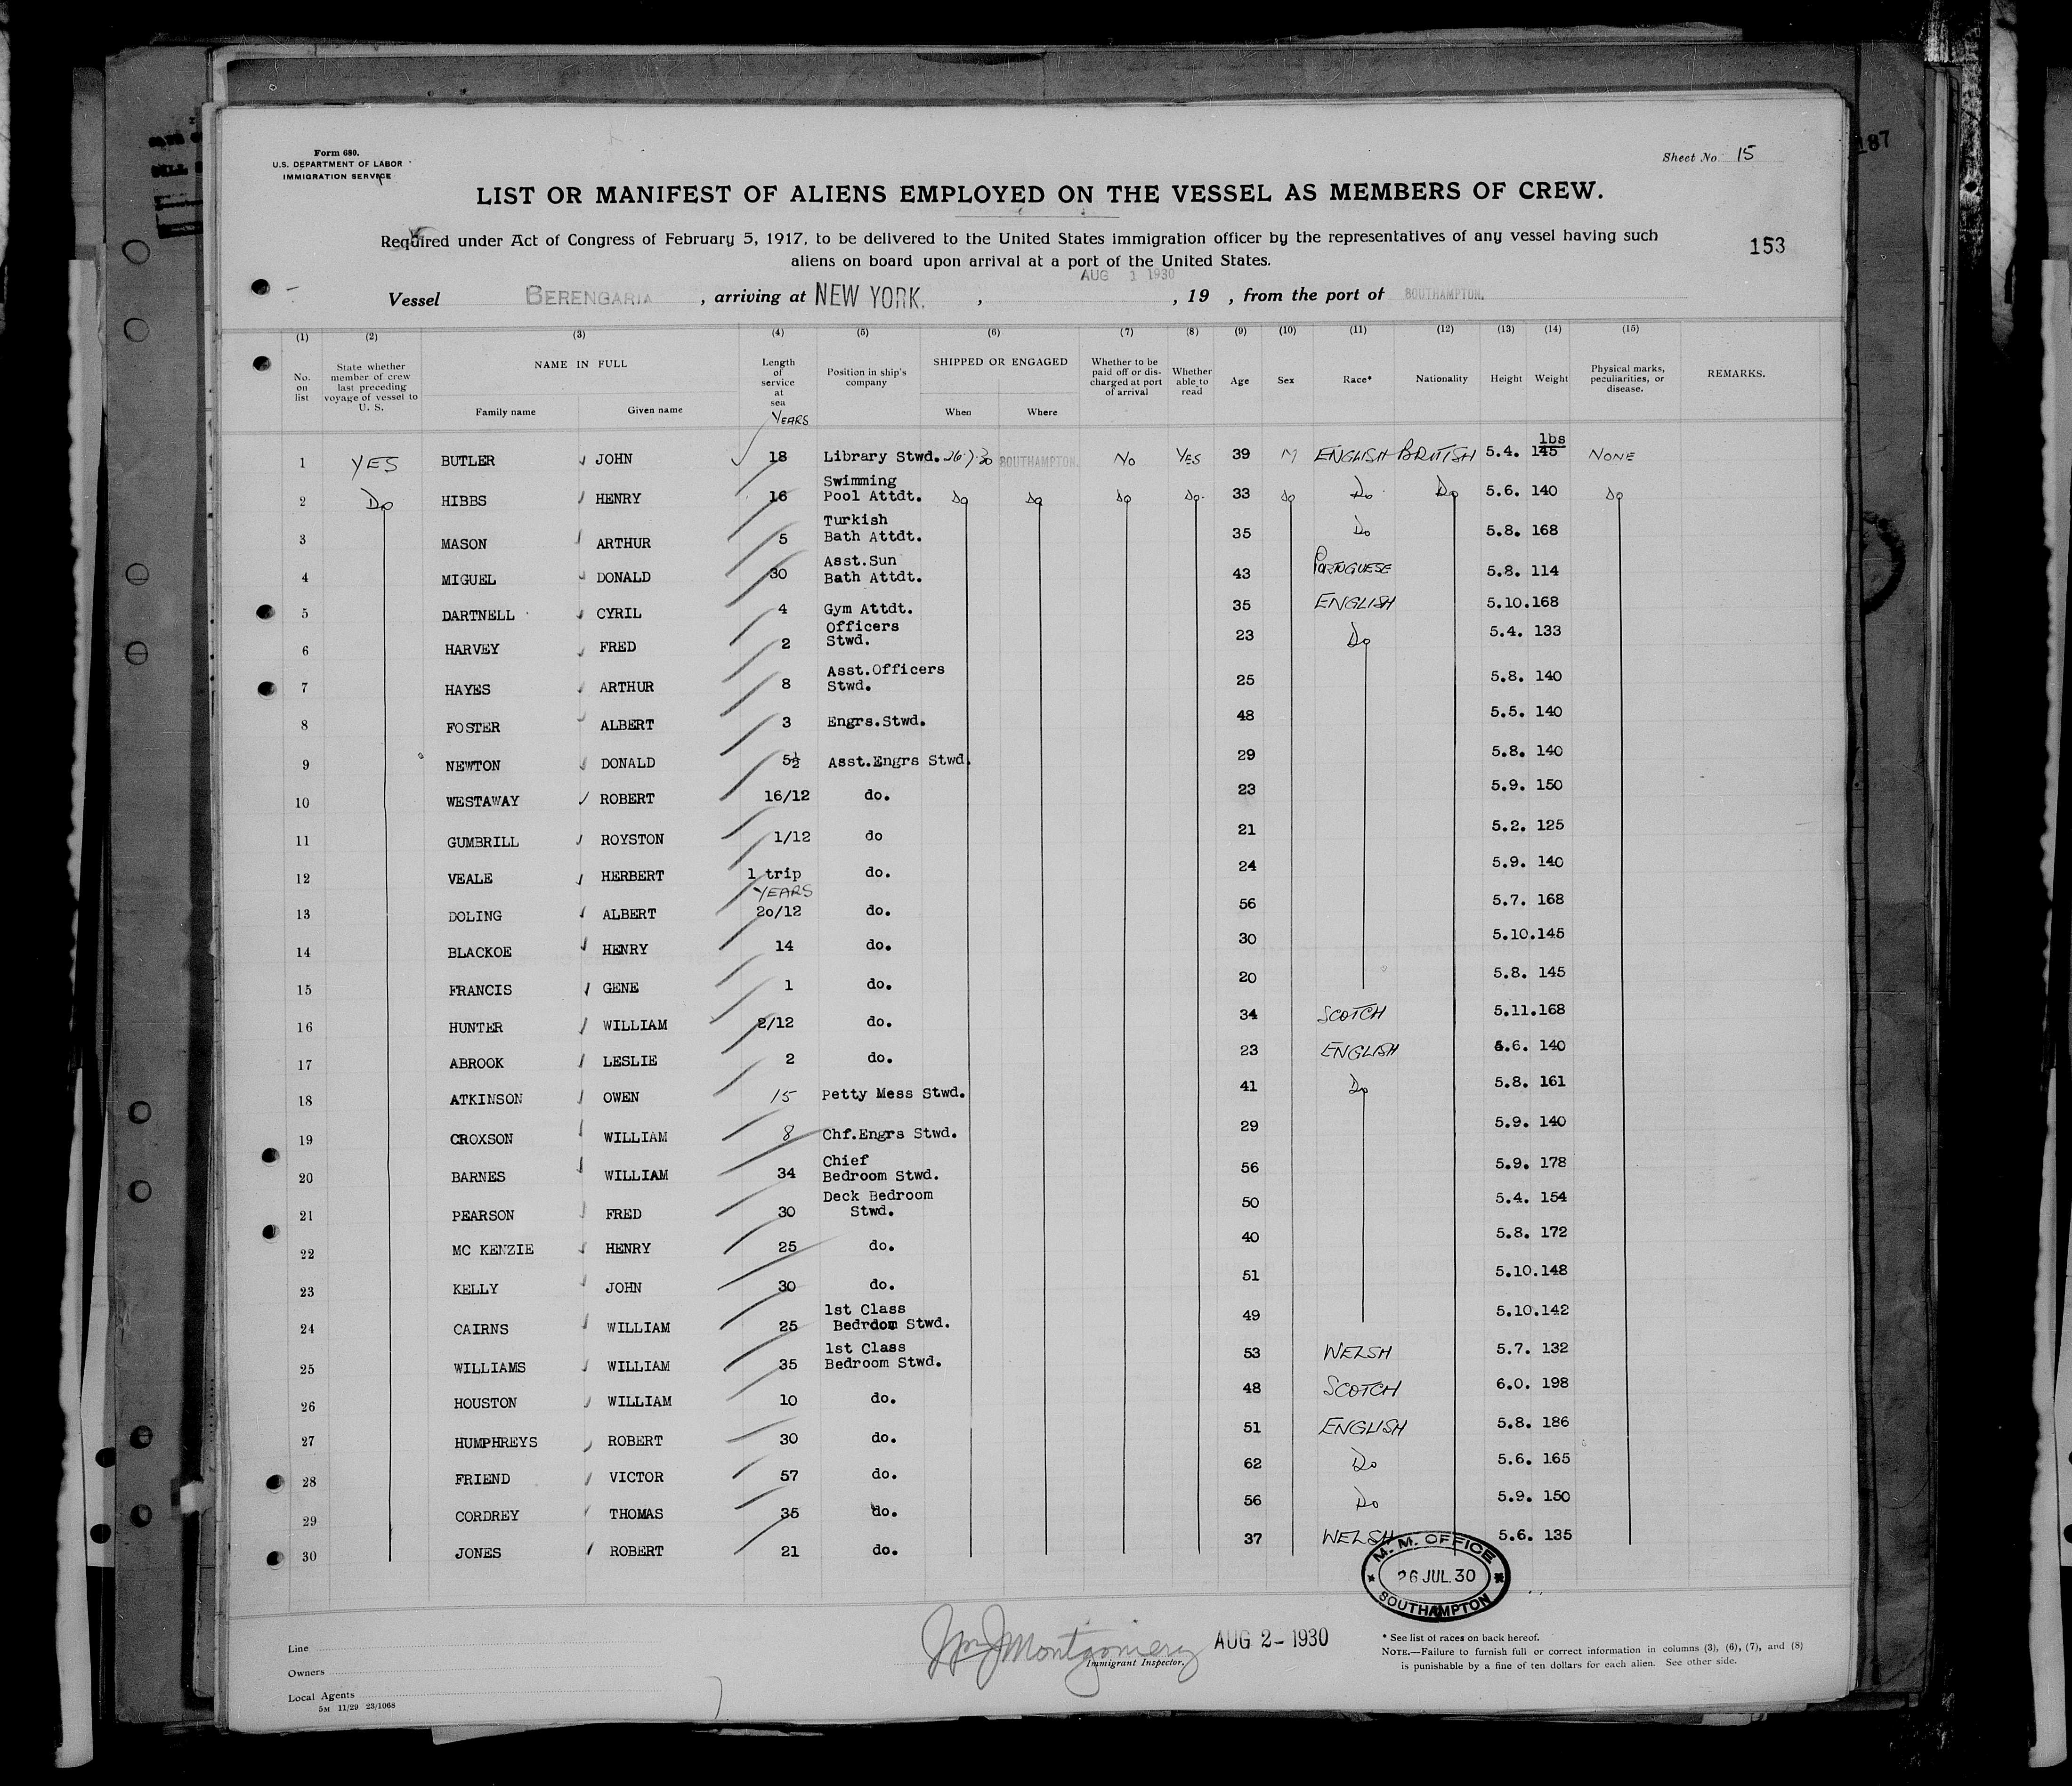 Form 680.
U.S. DEPARTMENT OF LABOR
IMMIGRATION SERVICE
Sheet No. 15
187
LIST OR MANIFEST OF ALIENS EMPLOYED ON THE VESSEL AS MEMBERS OF CREW.
Required under Act of Congress of February 5, 1917, to be delivered to the United States immigration officer by the representatives of any vessel having such
aliens on board upon arrival at a port of the United States.
153
AUG 1 1930
Vessel BERENGARIA , arriving at NEW YORK. , , 19 , from the port of SOUTHAMPTON.
(1) (2) (3) (4) (5) (6) (7) (8) (9) (10) (11) (12) (13) (14) (15)
No. on list State whether member of crew last preceding voyage of vessel to U. S. NAME IN FULL Family name Given name Length of service at sea YEARS Position in ship's company SHIPPED OR ENGAGED When Where Whether to be paid off or discharged at port of arrival Whether able to read Age Sex Race* Nationality Height Weight Physical marks, peculiarities, or disease. REMARKS.
lbs
1 YES BUTLER JOHN 18 Library Stwd. 26.7.30 SOUTHAMPTON. No YES 39 M ENGLISH BRITISH 5.4. 145 NONE
2 Do HIBBS HENRY 16 Swimming Pool Attdt. Do Do Do Do. 33 do Do Do 5.6. 140 Do
3 MASON ARTHUR 5 Turkish Bath Attdt. 35 Do 5.8. 168
4 MIGUEL DONALD 30 Asst.Sun Bath Attdt. 43 PORTUGUESE 5.8. 114
5 DARTNELL CYRIL 4 Gym Attdt. 35 ENGLISH 5.10.168
6 HARVEY FRED 2 Officers Stwd. 23 Do 5.4. 133
7 HAYES ARTHUR 8 Asst.Officers Stwd. 25 5.8. 140
8 FOSTER ALBERT 3 Engrs.Stwd. 48 5.5. 140
9 NEWTON DONALD 5½ Asst.Engrs Stwd. 29 5.8. 140
10 WESTAWAY ROBERT 16/12 do. 23 5.9. 150
11 GUMBRILL ROYSTON 1/12 do 21 5.2. 125
12 VEALE HERBERT 1 trip do. 24 5.9. 140
YEARS
13 DOLING ALBERT 20/12 do. 56 5.7. 168
14 BLACKOE HENRY 14 do. 30 5.10.145
15 FRANCIS GENE 1 do. 20 5.8. 145
16 HUNTER WILLIAM 2/12 do. 34 SCOTCH 5.11.168
17 ABROOK LESLIE 2 do. 23 ENGLISH 5.6. 140
18 ATKINSON OWEN 15 Petty Mess Stwd. 41 Do 5.8. 161
19 CROXSON WILLIAM 8 Chf.Engrs Stwd. 29 5.9. 140
20 BARNES WILLIAM 34 Chief Bedroom Stwd. 56 5.9. 178
21 PEARSON FRED 30 Deck Bedroom Stwd. 50 5.4. 154
22 MC KENZIE HENRY 25 do. 40 5.8. 172
23 KELLY JOHN 30 do. 51 5.10.148
24 CAIRNS WILLIAM 25 1st Class Bedroom Stwd. 49 5.10.142
25 WILLIAMS WILLIAM 35 1st Class Bedroom Stwd. 53 WELSH 5.7. 132
26 HOUSTON WILLIAM 10 do. 48 SCOTCH 6.0. 198
27 HUMPHREYS ROBERT 30 do. 51 ENGLISH 5.8. 186
28 FRIEND VICTOR 57 do. 62 Do 5.6. 165
29 CORDREY THOMAS 35 do. 56 Do 5.9. 150
30 JONES ROBERT 21 do. 37 WELSH 5.6. 135
M. M. OFFICE
26 JUL.30
SOUTHAMPTON
Line
Owners
Local Agents
5M 11/29 23/1068
Wm J Montgomery AUG 2-1930
Immigrant Inspector.
* See list of races on back hereof.
NOTE.—Failure to furnish full or correct information in columns (3), (6), (7), and (8)
is punishable by a fine of ten dollars for each alien. See other side.